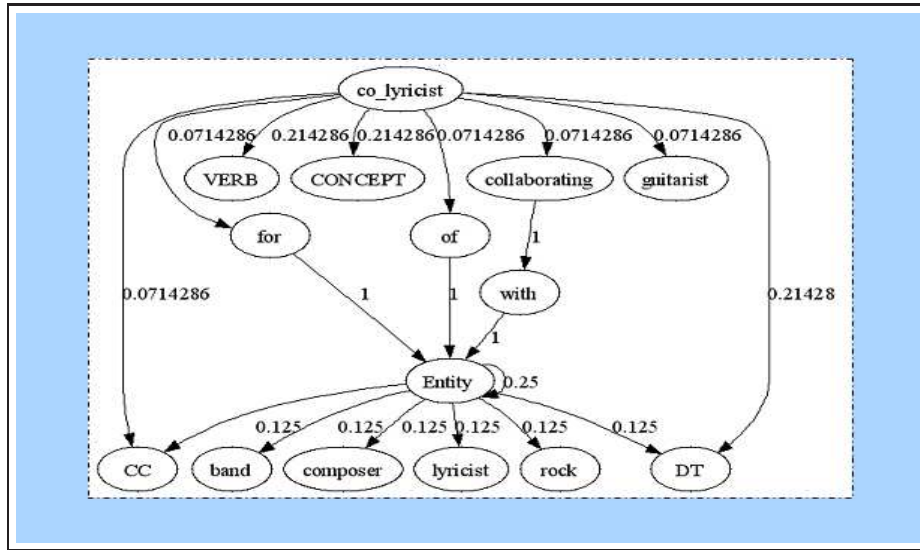 co_lyricist
0.0714286 0.214286 0.214286 0.0714286 0.0714286 0.0714286
VERB CONCEPT collaborating guitarist
for of 1
0.0714286 1 1 with 0.21428
1
Entity 0.25
0.125 0.125 0.125 0.125 0.125 0.125
CC band composer lyricist rock DT